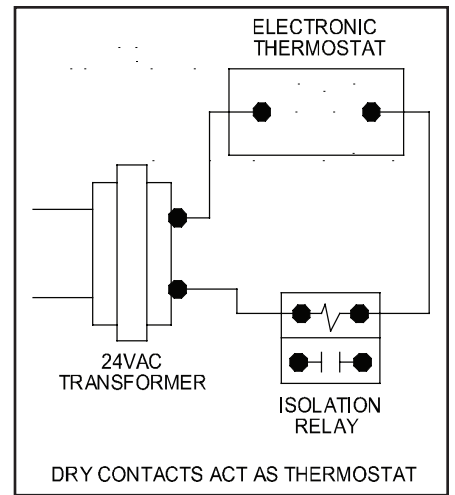 ELECTRONIC
THERMOSTAT
24VAC
TRANSFORMER
ISOLATION
RELAY
DRY CONTACTS ACT AS THERMOSTAT